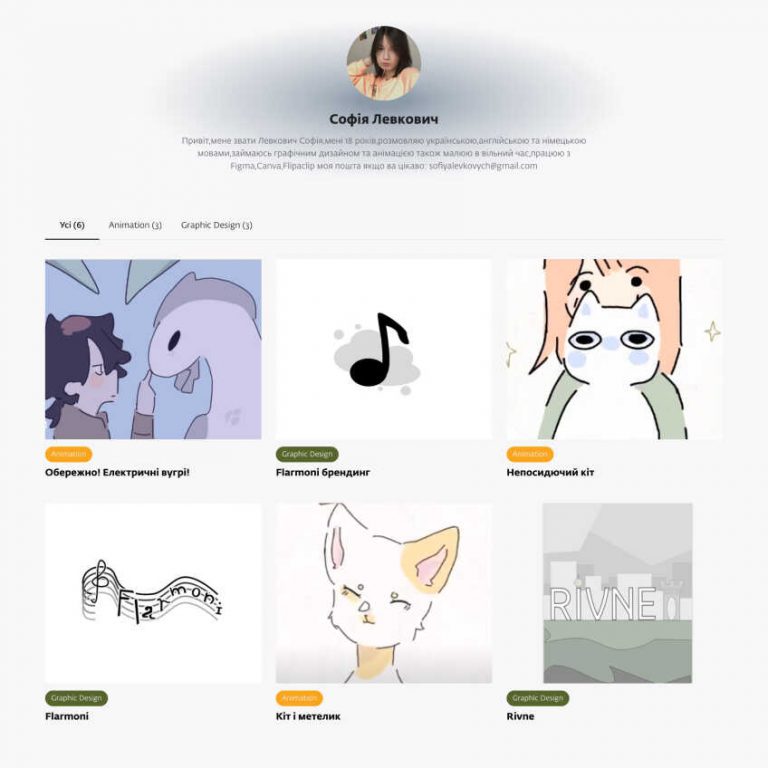 Софія Левкович
Привіт,мене звати Левкович Софія,мені 18 років,розмовляю українською,англійською та німецькою
мовами,займаюсь графічним дизайном та анімацією також малюю в вільний час,працюю з
Figma,Canva,Flipaclip моя пошта якщо ва цікаво: sofiyalevkovych@gmail.com
Усі (6) Animation (3) Graphic Design (3)
Animation
Обережно! Електричні вугрі!
Graphic Design
Flarmoni брендинг
Animation
Непосидючий кіт
Flarmoni
Graphic Design
Flarmoni
Animation
Кіт і метелик
RIVNE
Graphic Design
Rivne